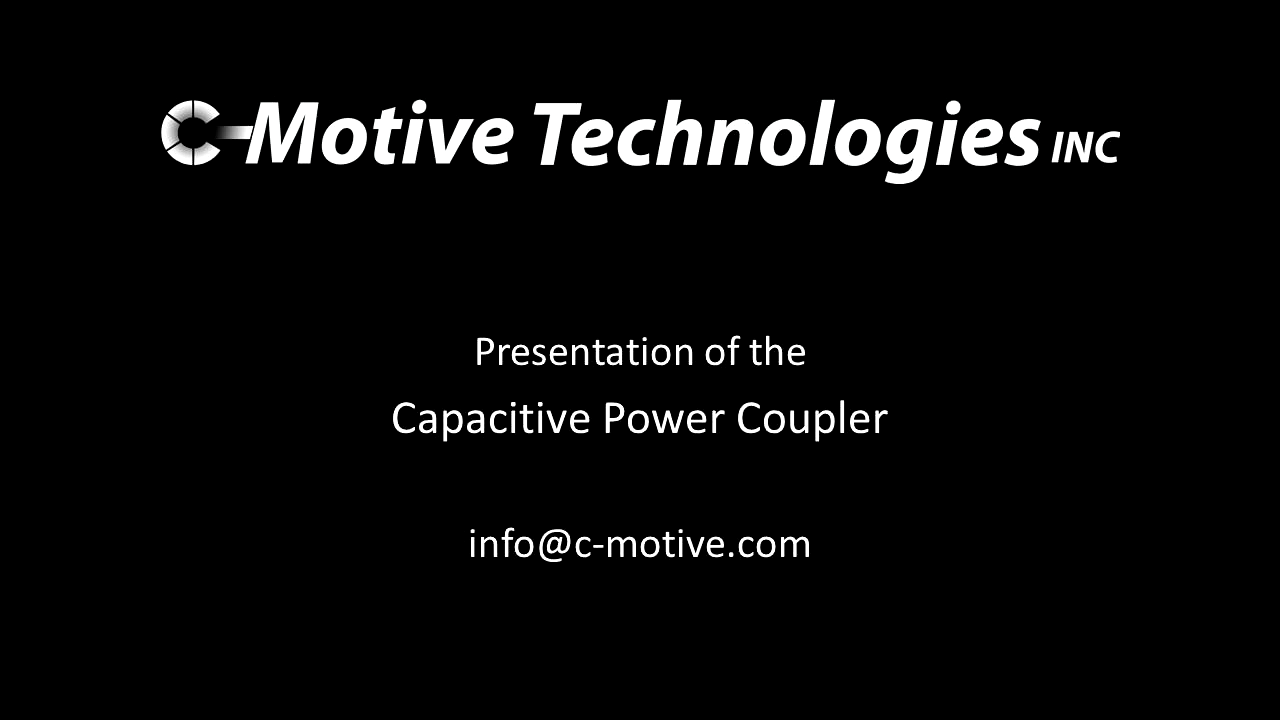 C-Motive Technologies INC
Presentation of the
Capacitive Power Coupler
info@c-motive.com